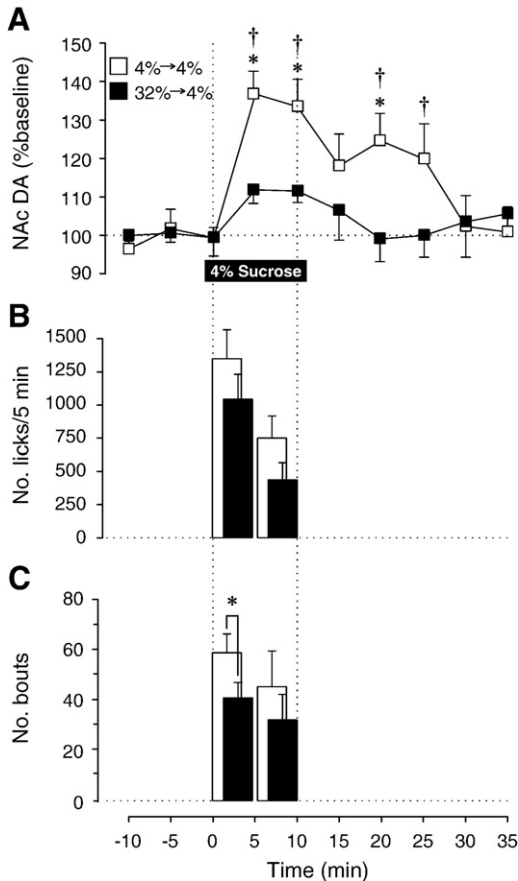 A
NAc DA (%baseline)
150
140
130
120
110
100
90
4%→4%
32%→4%
† † † †
* * *
4% Sucrose
B
No. licks/5 min
1500
1250
1000
750
500
250
0
C
No. bouts
80
60
40
20
0
*
-10 -5 0 5 10 15 20 25 30 35
Time (min)